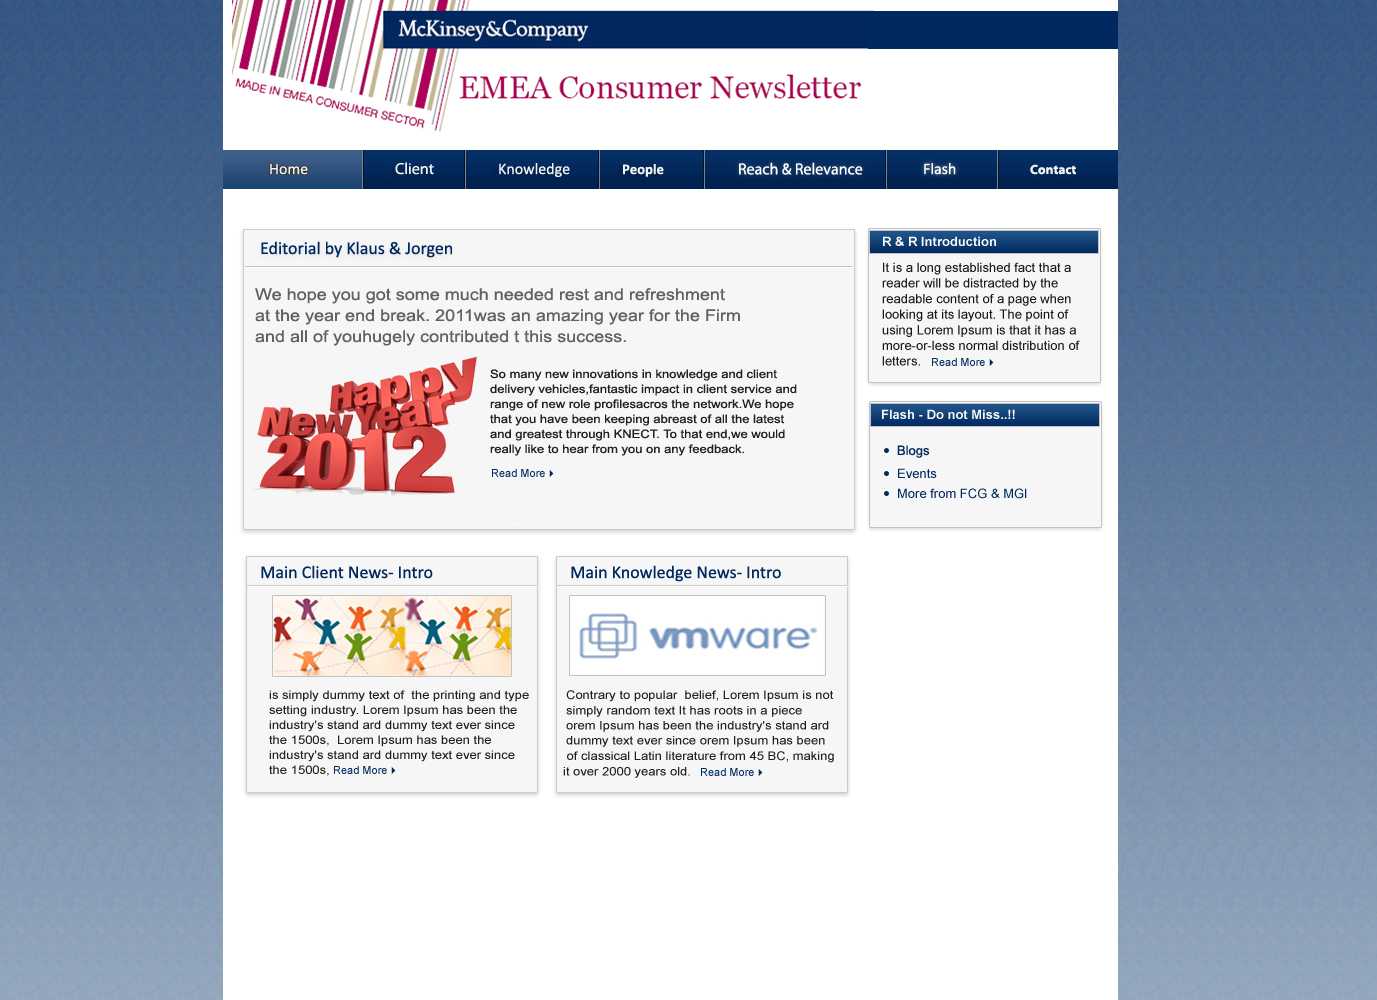 McKinsey&Company
MADE IN EMEA CONSUMER SECTOR
EMEA Consumer Newsletter
Home
Client
Knowledge
People
Reach & Relevance
Flash
Contact
Editorial by Klaus & Jorgen
We hope you got some much needed rest and refreshment
at the year end break. 2011was an amazing year for the Firm
and all of youhugely contributed t this success.
Happy
New Year
2012
So many new innovations in knowledge and client
delivery vehicles,fantastic impact in client service and
range of new role profilesacros the network.We hope
that you have been keeping abreast of all the latest
and greatest through KNECT. To that end,we would
really like to hear from you on any feedback.
Read More
R & R Introduction
It is a long established fact that a
reader will be distracted by the
readable content of a page when
looking at its layout. The point of
using Lorem Ipsum is that it has a
more-or-less normal distribution of
letters. Read More
Flash - Do not Miss..!!
• Blogs
• Events
• More from FCG & MGI
Main Client News- Intro
is simply dummy text of  the printing and type
setting industry. Lorem Ipsum has been the
industry's stand ard dummy text ever since
the 1500s,  Lorem Ipsum has been the
industry's stand ard dummy text ever since
the 1500s, Read More
Main Knowledge News- Intro
vmware®
Contrary to popular  belief, Lorem Ipsum is not
simply random text It has roots in a piece
orem Ipsum has been the industry's stand ard
dummy text ever since orem Ipsum has been
of classical Latin literature from 45 BC, making
it over 2000 years old. Read More